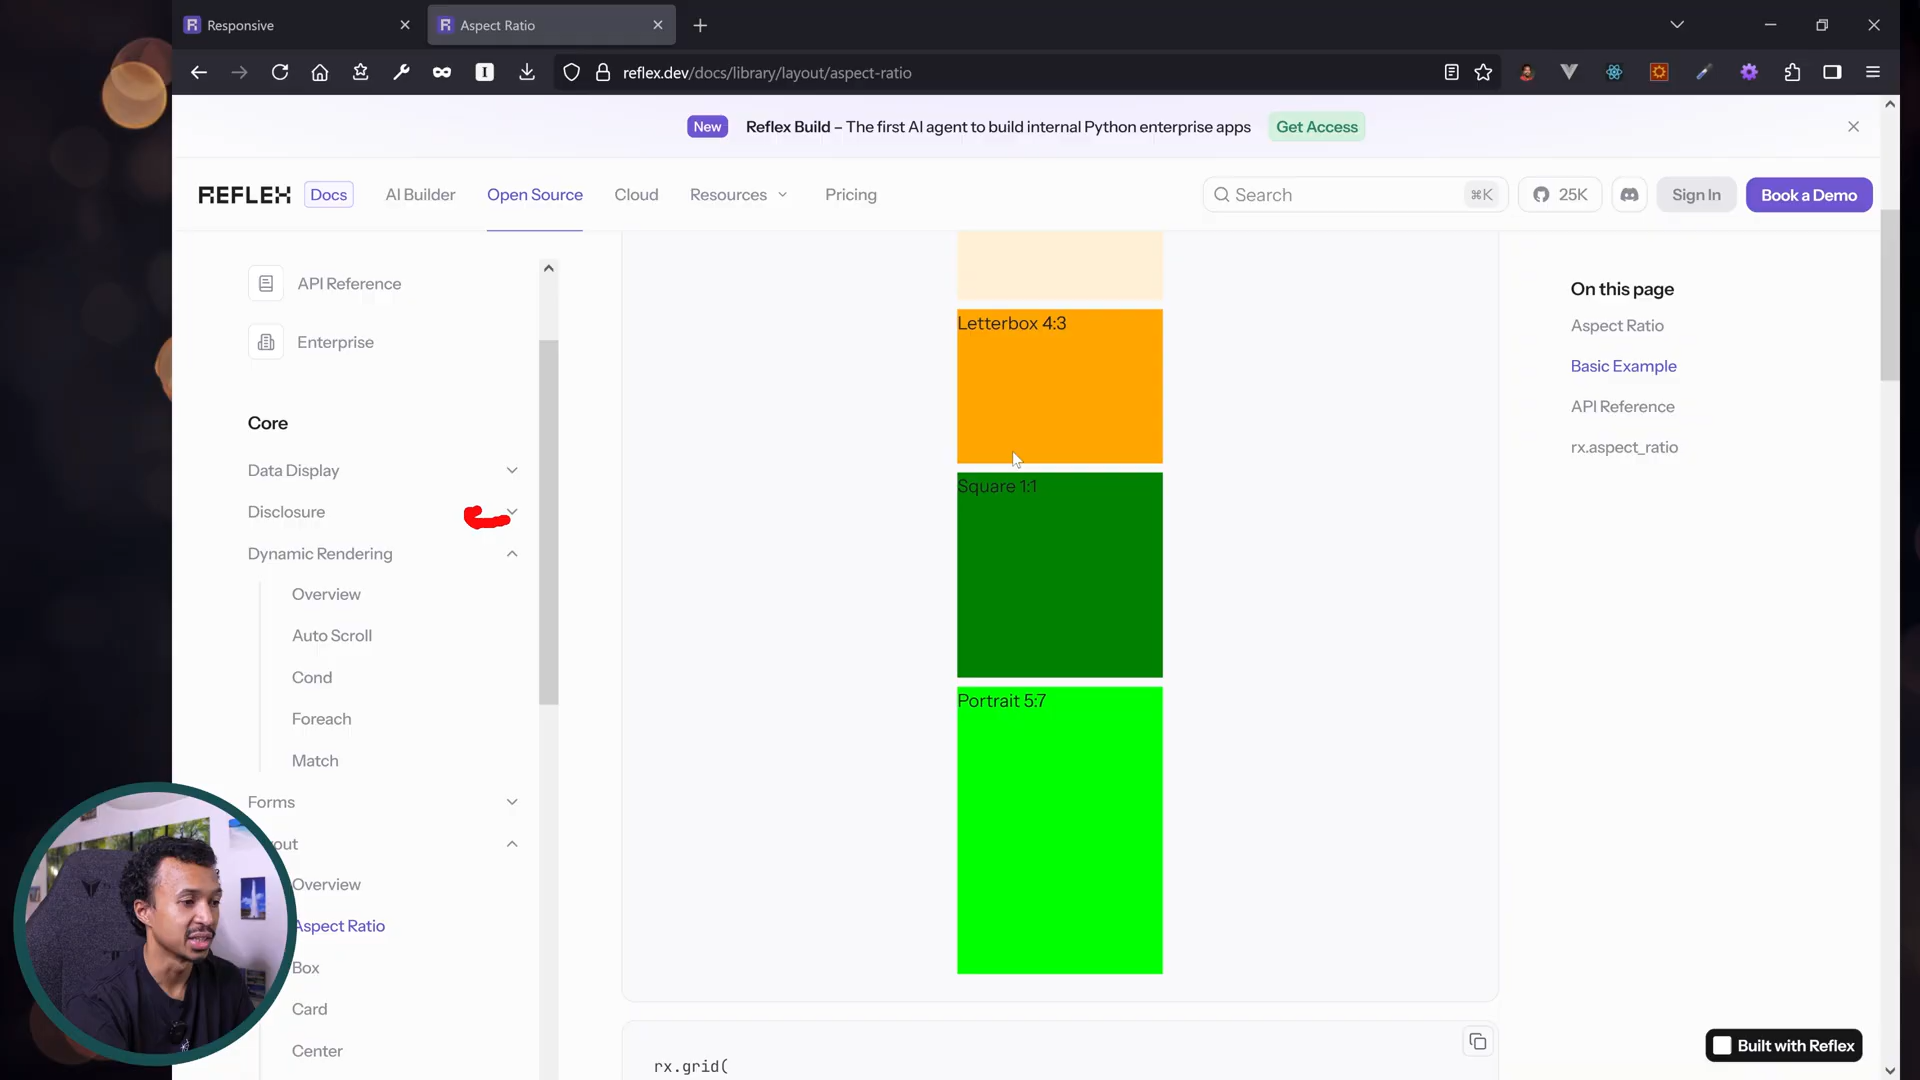 Responsive
Aspect Ratio
reflex.dev/docs/library/layout/aspect-ratio
New
Reflex Build – The first AI agent to build internal Python enterprise apps
Get Access
REFLEX
Docs
AI Builder
Open Source
Cloud
Resources
Pricing
Search
⌘K
25K
Sign In
Book a Demo
API Reference
Enterprise
Core
Data Display
Disclosure
Dynamic Rendering
Overview
Auto Scroll
Cond
Foreach
Match
Forms
out
Overview
Aspect Ratio
Box
Card
Center
Letterbox 4:3
Square 1:1
Portrait 5:7
rx.grid(
On this page
Aspect Ratio
Basic Example
API Reference
rx.aspect_ratio
Built with Reflex